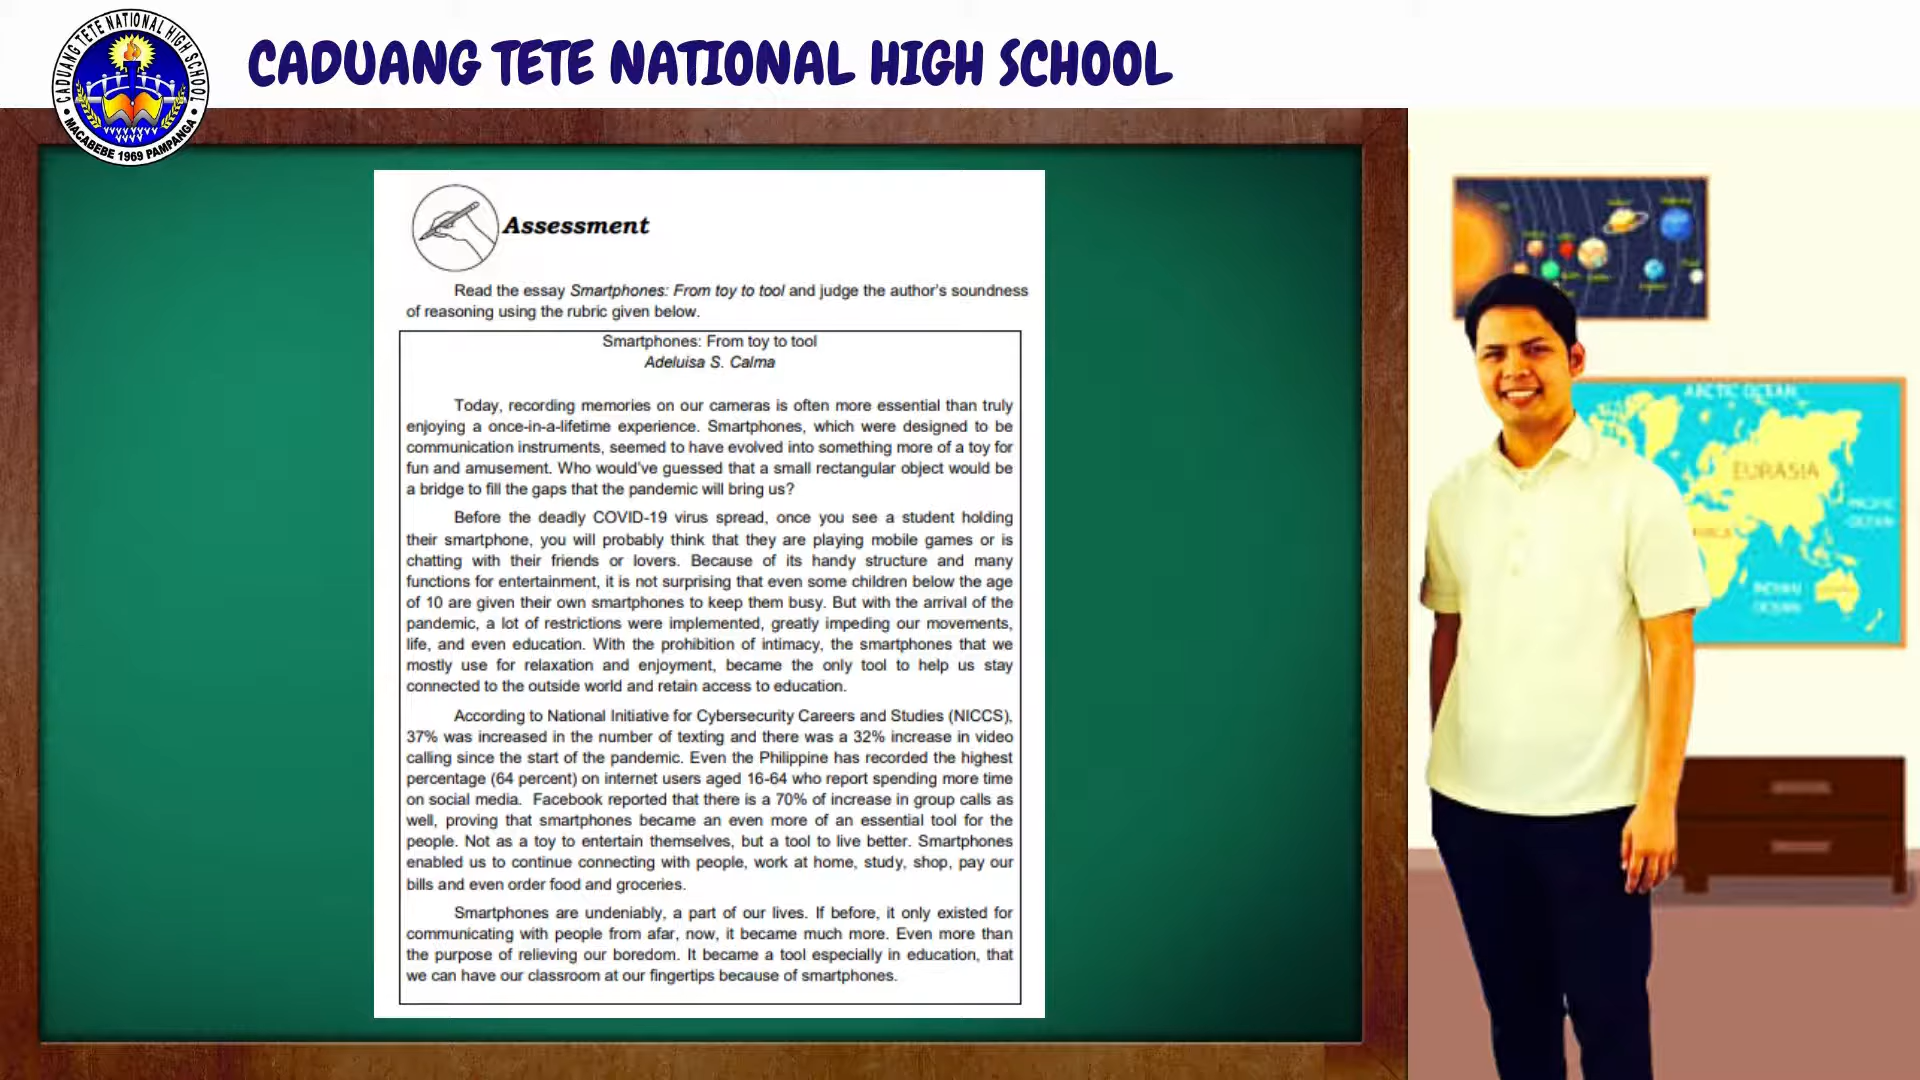 CADUANG TETE NATIONAL HIGH SCHOOL
CADUANG TETE NATIONAL HIGH SCHOOL
MACABEBE 1969 PAMPANGA
Assessment
Read the essay Smartphones: From toy to tool and judge the author's soundness
of reasoning using the rubric given below.
Smartphones: From toy to tool
Adeluisa S. Calma
Today, recording memories on our cameras is often more essential than truly
enjoying a once-in-a-lifetime experience. Smartphones, which were designed to be
communication instruments, seemed to have evolved into something more of a toy for
fun and amusement. Who would've guessed that a small rectangular object would be
a bridge to fill the gaps that the pandemic will bring us?
Before the deadly COVID-19 virus spread, once you see a student holding
their smartphone, you will probably think that they are playing mobile games or is
chatting with their friends or lovers. Because of its handy structure and many
functions for entertainment, it is not surprising that even some children below the age
of 10 are given their own smartphones to keep them busy. But with the arrival of the
pandemic, a lot of restrictions were implemented, greatly impeding our movements,
life, and even education. With the prohibition of intimacy, the smartphones that we
mostly use for relaxation and enjoyment, became the only tool to help us stay
connected to the outside world and retain access to education.
According to National Initiative for Cybersecurity Careers and Studies (NICCS),
37% was increased in the number of texting and there was a 32% increase in video
calling since the start of the pandemic. Even the Philippine has recorded the highest
percentage (64 percent) on internet users aged 16-64 who report spending more time
on social media. Facebook reported that there is a 70% of increase in group calls as
well, proving that smartphones became an even more of an essential tool for the
people. Not as a toy to entertain themselves, but a tool to live better. Smartphones
enabled us to continue connecting with people, work at home, study, shop, pay our
bills and even order food and groceries.
Smartphones are undeniably, a part of our lives. If before, it only existed for
communicating with people from afar, now, it became much more. Even more than
the purpose of relieving our boredom. It became a tool especially in education, that
we can have our classroom at our fingertips because of smartphones.
ARCTIC OCEAN
EURASIA
PACIFIC
OCEAN
INDIAN
OCEAN